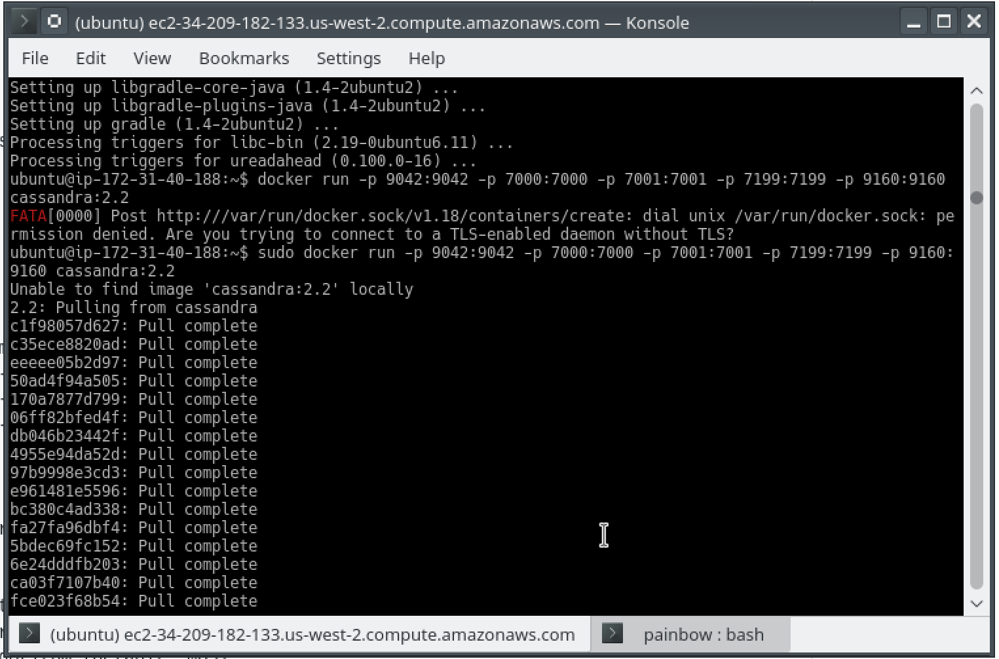 (ubuntu) ec2-34-209-182-133.us-west-2.compute.amazonaws.com — Konsole
File Edit View Bookmarks Settings Help
Setting up libgradle-core-java (1.4-2ubuntu2) ...
Setting up libgradle-plugins-java (1.4-2ubuntu2) ...
Setting up gradle (1.4-2ubuntu2) ...
Processing triggers for libc-bin (2.19-0ubuntu6.11) ...
Processing triggers for ureadahead (0.100.0-16) ...
ubuntu@ip-172-31-40-188:~$ docker run -p 9042:9042 -p 7000:7000 -p 7001:7001 -p 7199:7199 -p 9160:9160
cassandra:2.2
FATA[0000] Post http:///var/run/docker.sock/v1.18/containers/create: dial unix /var/run/docker.sock: pe
rmission denied. Are you trying to connect to a TLS-enabled daemon without TLS?
ubuntu@ip-172-31-40-188:~$ sudo docker run -p 9042:9042 -p 7000:7000 -p 7001:7001 -p 7199:7199 -p 9160:
9160 cassandra:2.2
Unable to find image 'cassandra:2.2' locally
2.2: Pulling from cassandra
c1f98057d627: Pull complete
c35ece8820ad: Pull complete
eeeee05b2d97: Pull complete
50ad4f94a505: Pull complete
170a7877d799: Pull complete
06ff82bfed4f: Pull complete
db046b23442f: Pull complete
4955e94da52d: Pull complete
97b9998e3cd3: Pull complete
e961481e5596: Pull complete
bc380c4ad338: Pull complete
fa27fa96dbf4: Pull complete
5bdec69fc152: Pull complete
6e24dddfb203: Pull complete
ca03f7107b40: Pull complete
fce023f68b54: Pull complete
(ubuntu) ec2-34-209-182-133.us-west-2.compute.amazonaws.com
painbow : bash